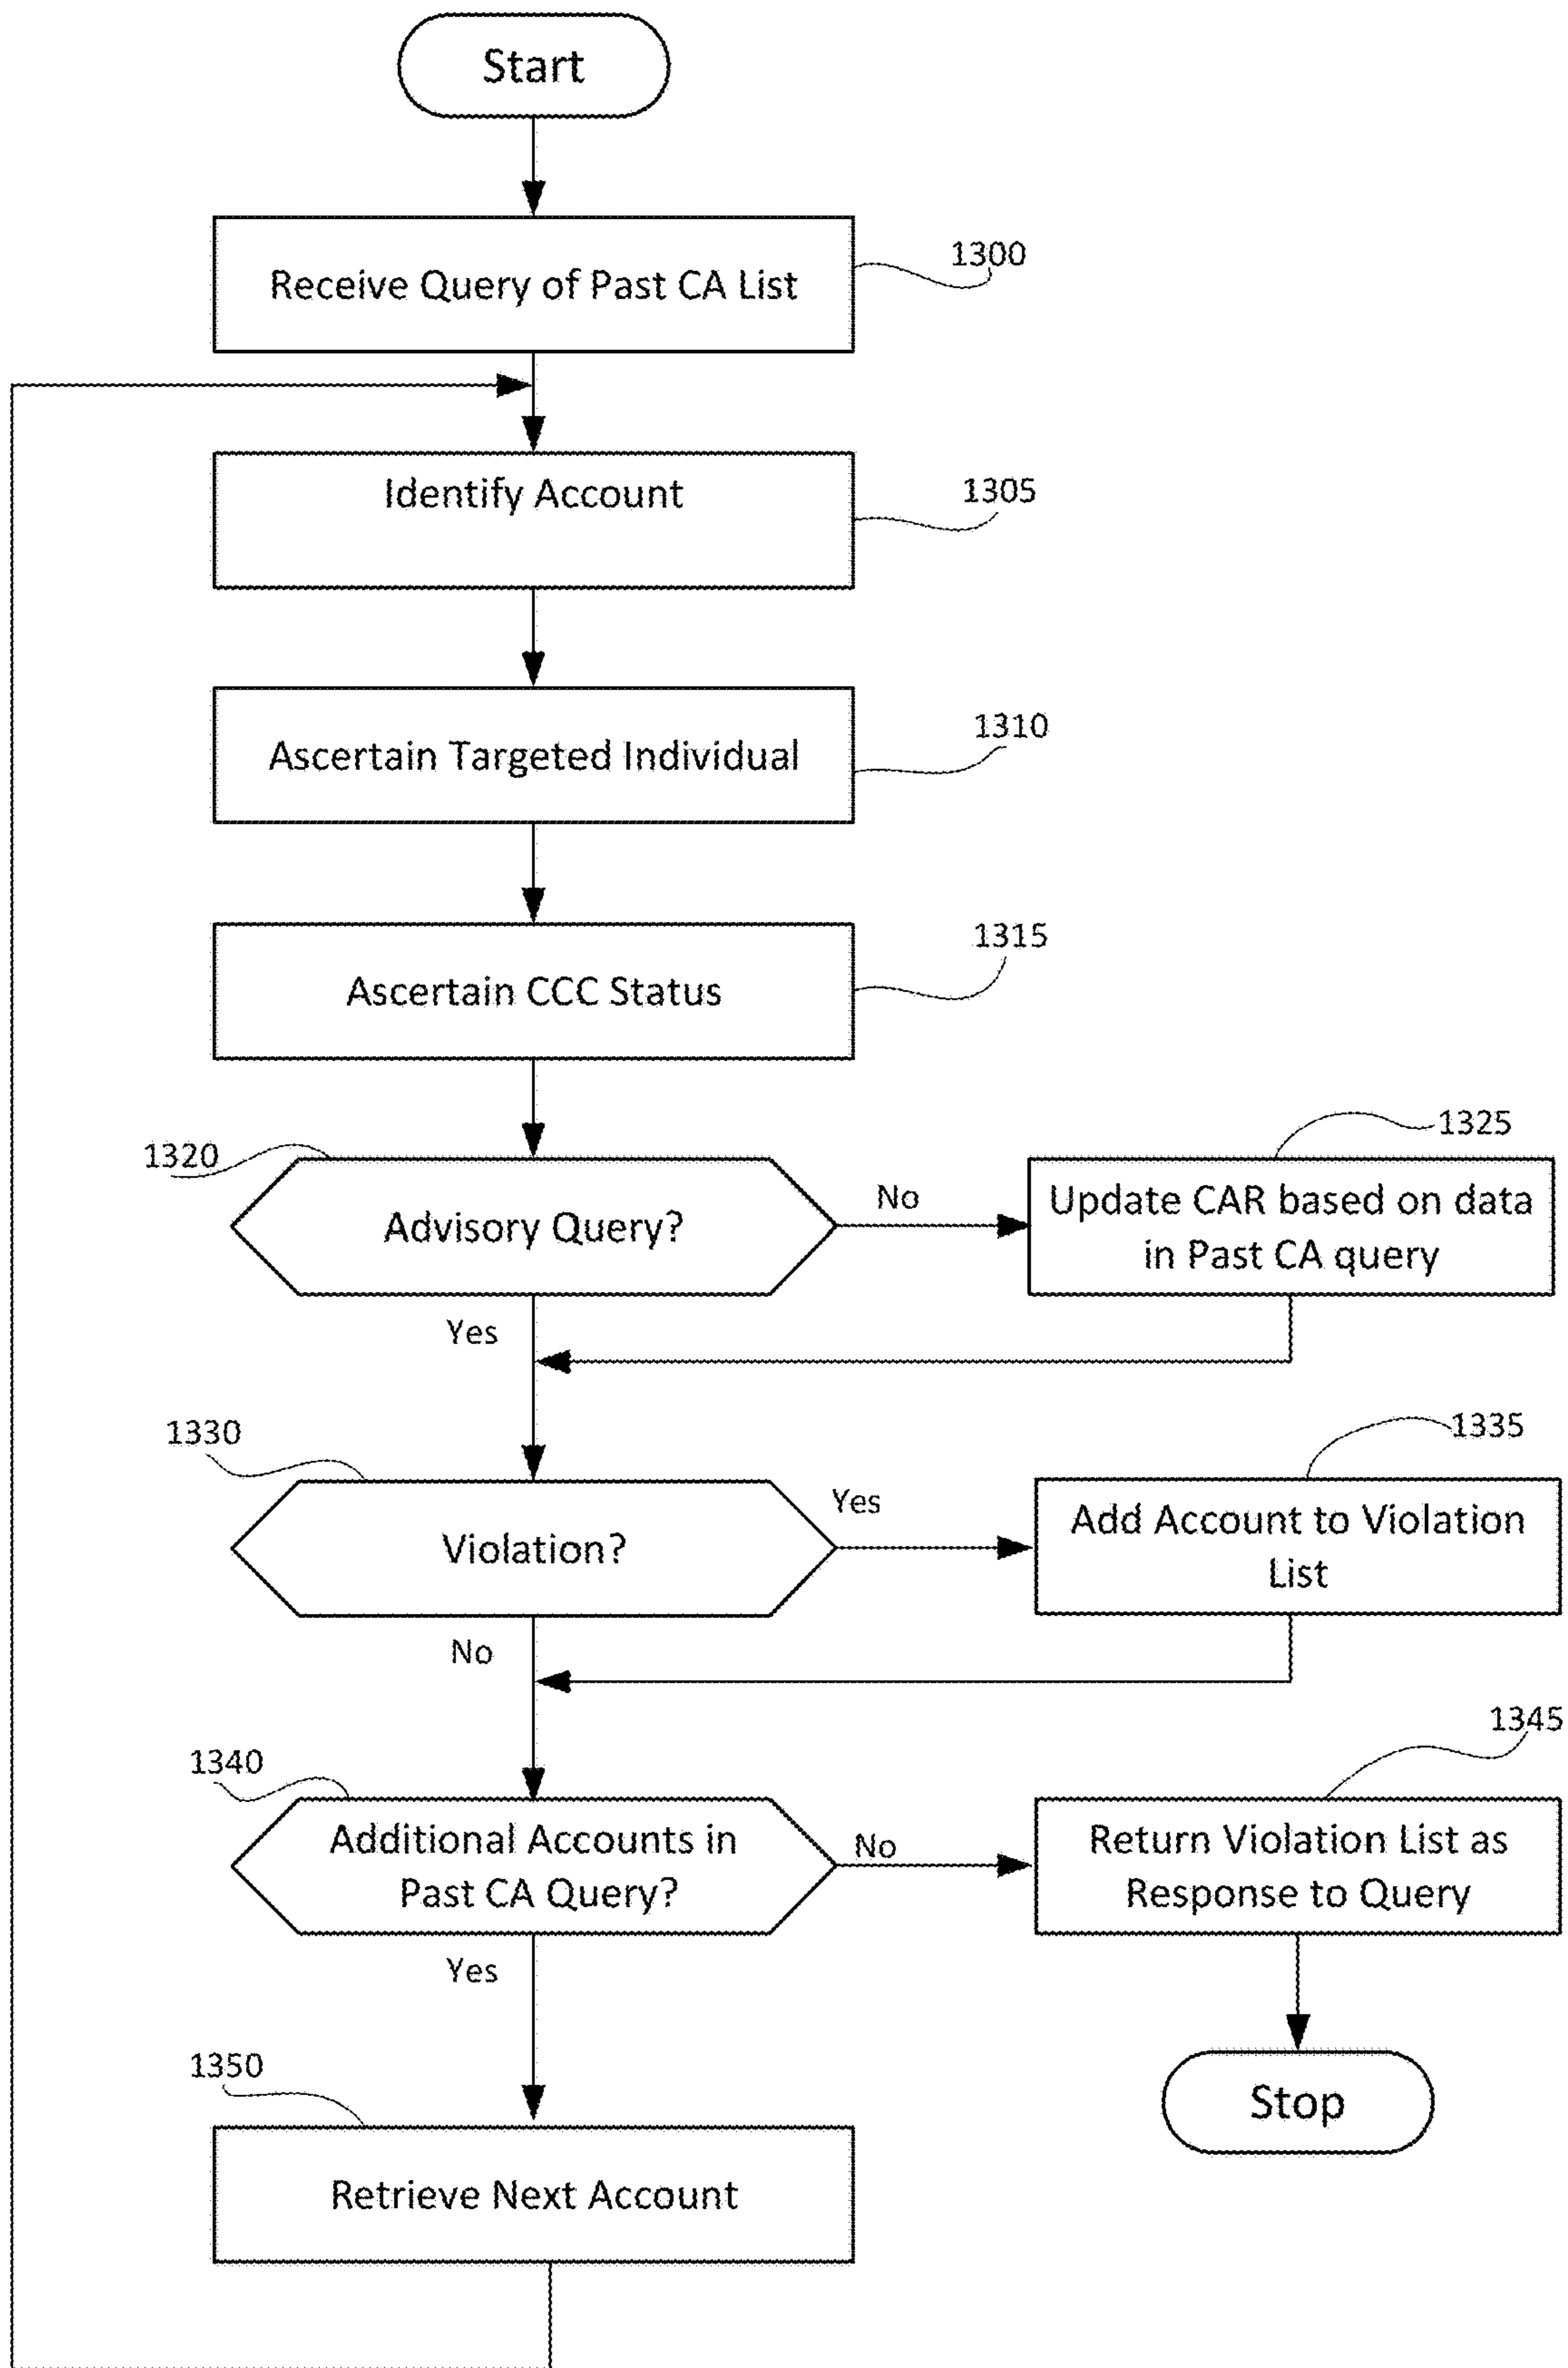 Start
Receive Query of Past CA List
1300
Identify Account
1305
Ascertain Targeted Individual
1310
Ascertain CCC Status
1315
1320
Advisory Query?
No
Yes
1325
Update CAR based on data
in Past CA query
1330
Violation?
Yes
No
1335
Add Account to Violation
List
1340
Additional Accounts in
Past CA Query?
No
Yes
1345
Return Violation List as
Response to Query
Stop
1350
Retrieve Next Account